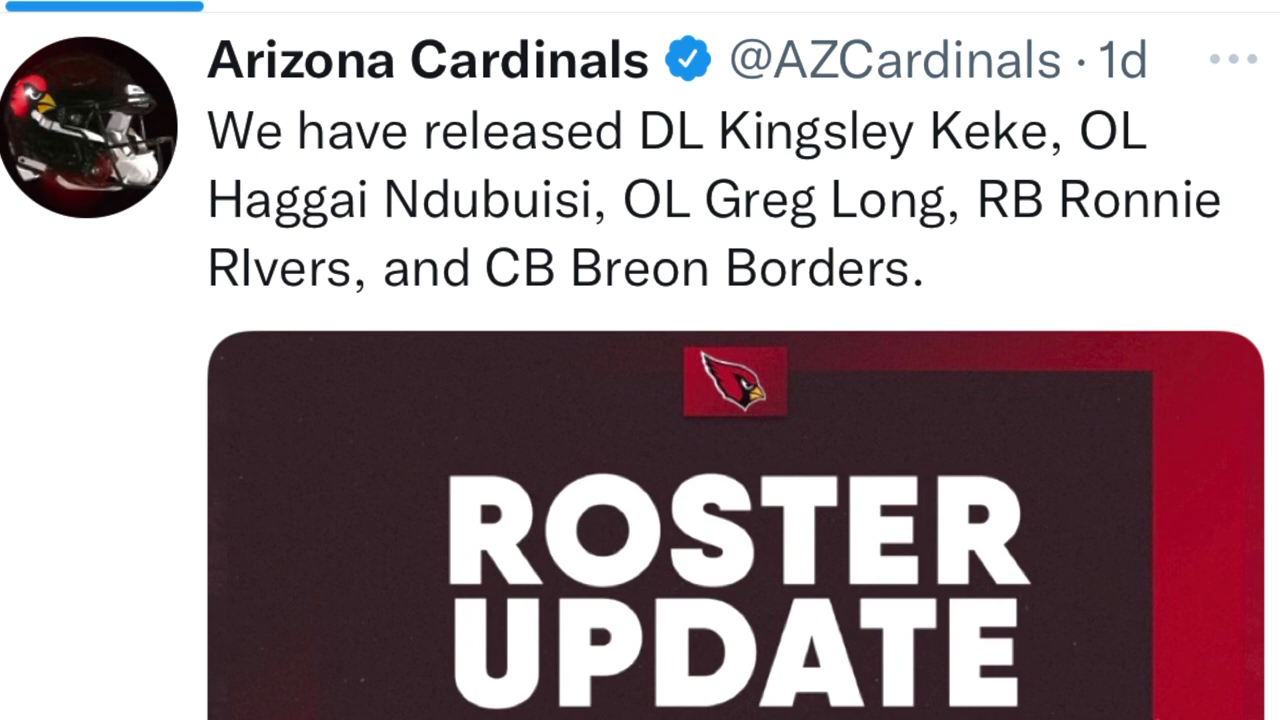 Arizona Cardinals @AZCardinals · 1d
We have released DL Kingsley Keke, OL
Haggai Ndubuisi, OL Greg Long, RB Ronnie
RIvers, and CB Breon Borders.
ROSTER
UPDATE